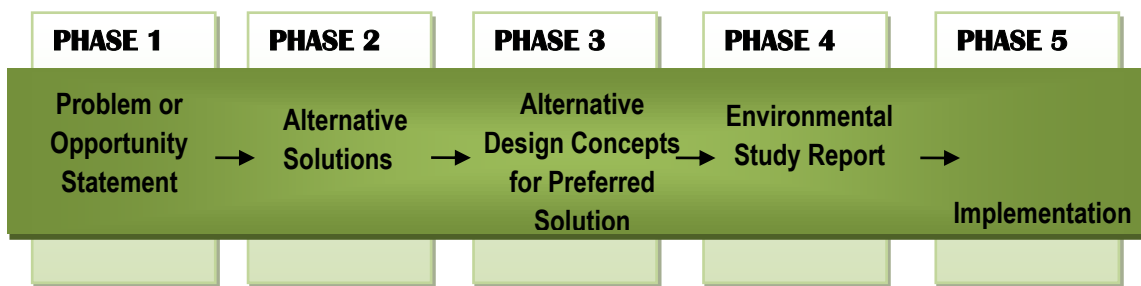 PHASE 1
PHASE 2
PHASE 3
PHASE 4
PHASE 5
Problem or
Opportunity
Statement
Alternative
Solutions
Alternative
Design Concepts
for Preferred
Solution
Environmental
Study Report
Implementation